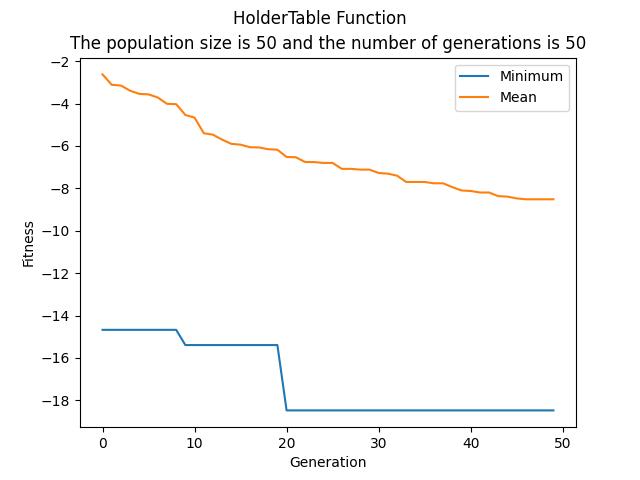 HolderTable Function
The population size is 50 and the number of generations is 50
Minimum
Mean
−2
−4
−6
−8
−10
−12
−14
−16
−18
Fitness
0
10
20
30
40
50
Generation